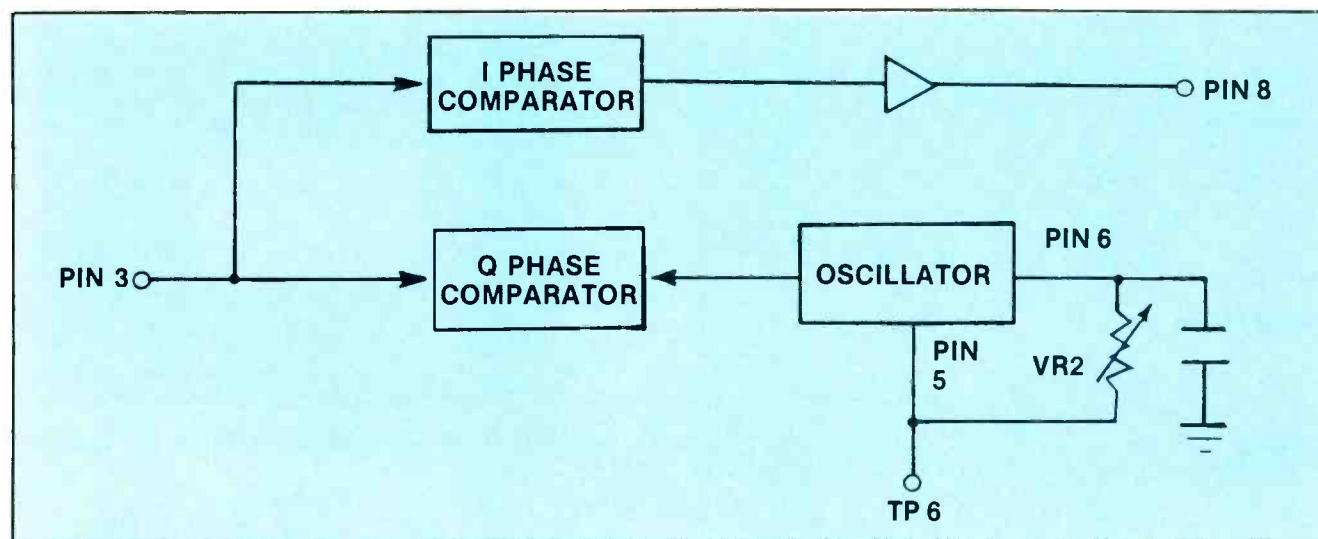 I PHASE
COMPARATOR
PIN 8
PIN 3
Q PHASE
COMPARATOR
OSCILLATOR
PIN 6
PIN
5
VR2
TP 6